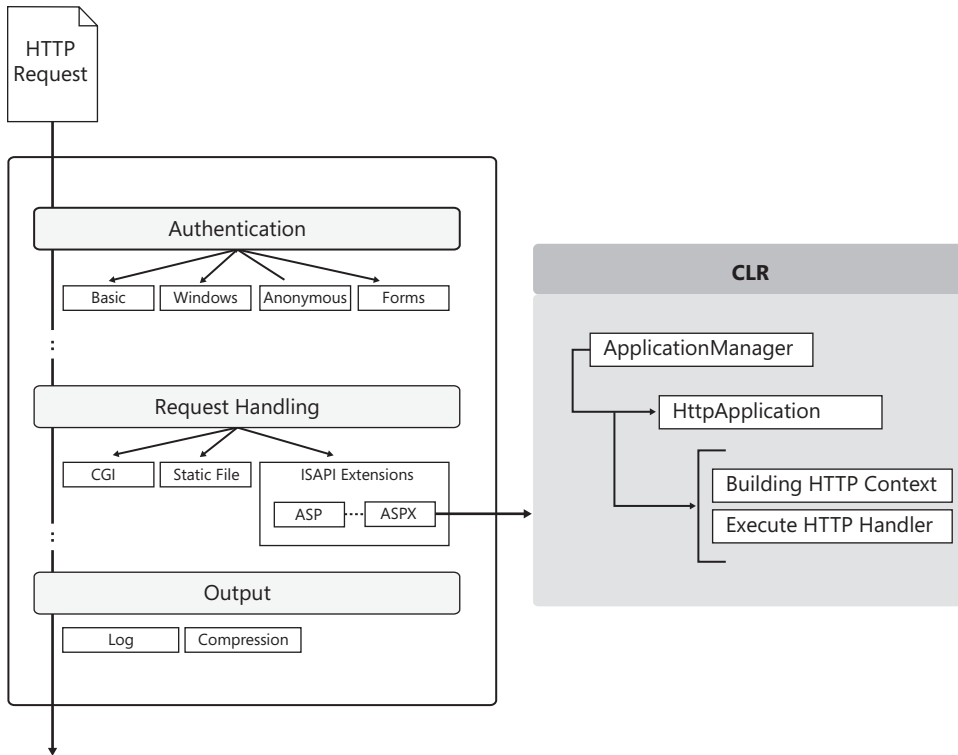 HTTP
Request
Authentication
Basic
Windows
Anonymous
Forms
Request Handling
CGI
Static File
ISAPI Extensions
ASP
ASPX
Output
Log
Compression
CLR
ApplicationManager
HttpApplication
Building HTTP Context
Execute HTTP Handler